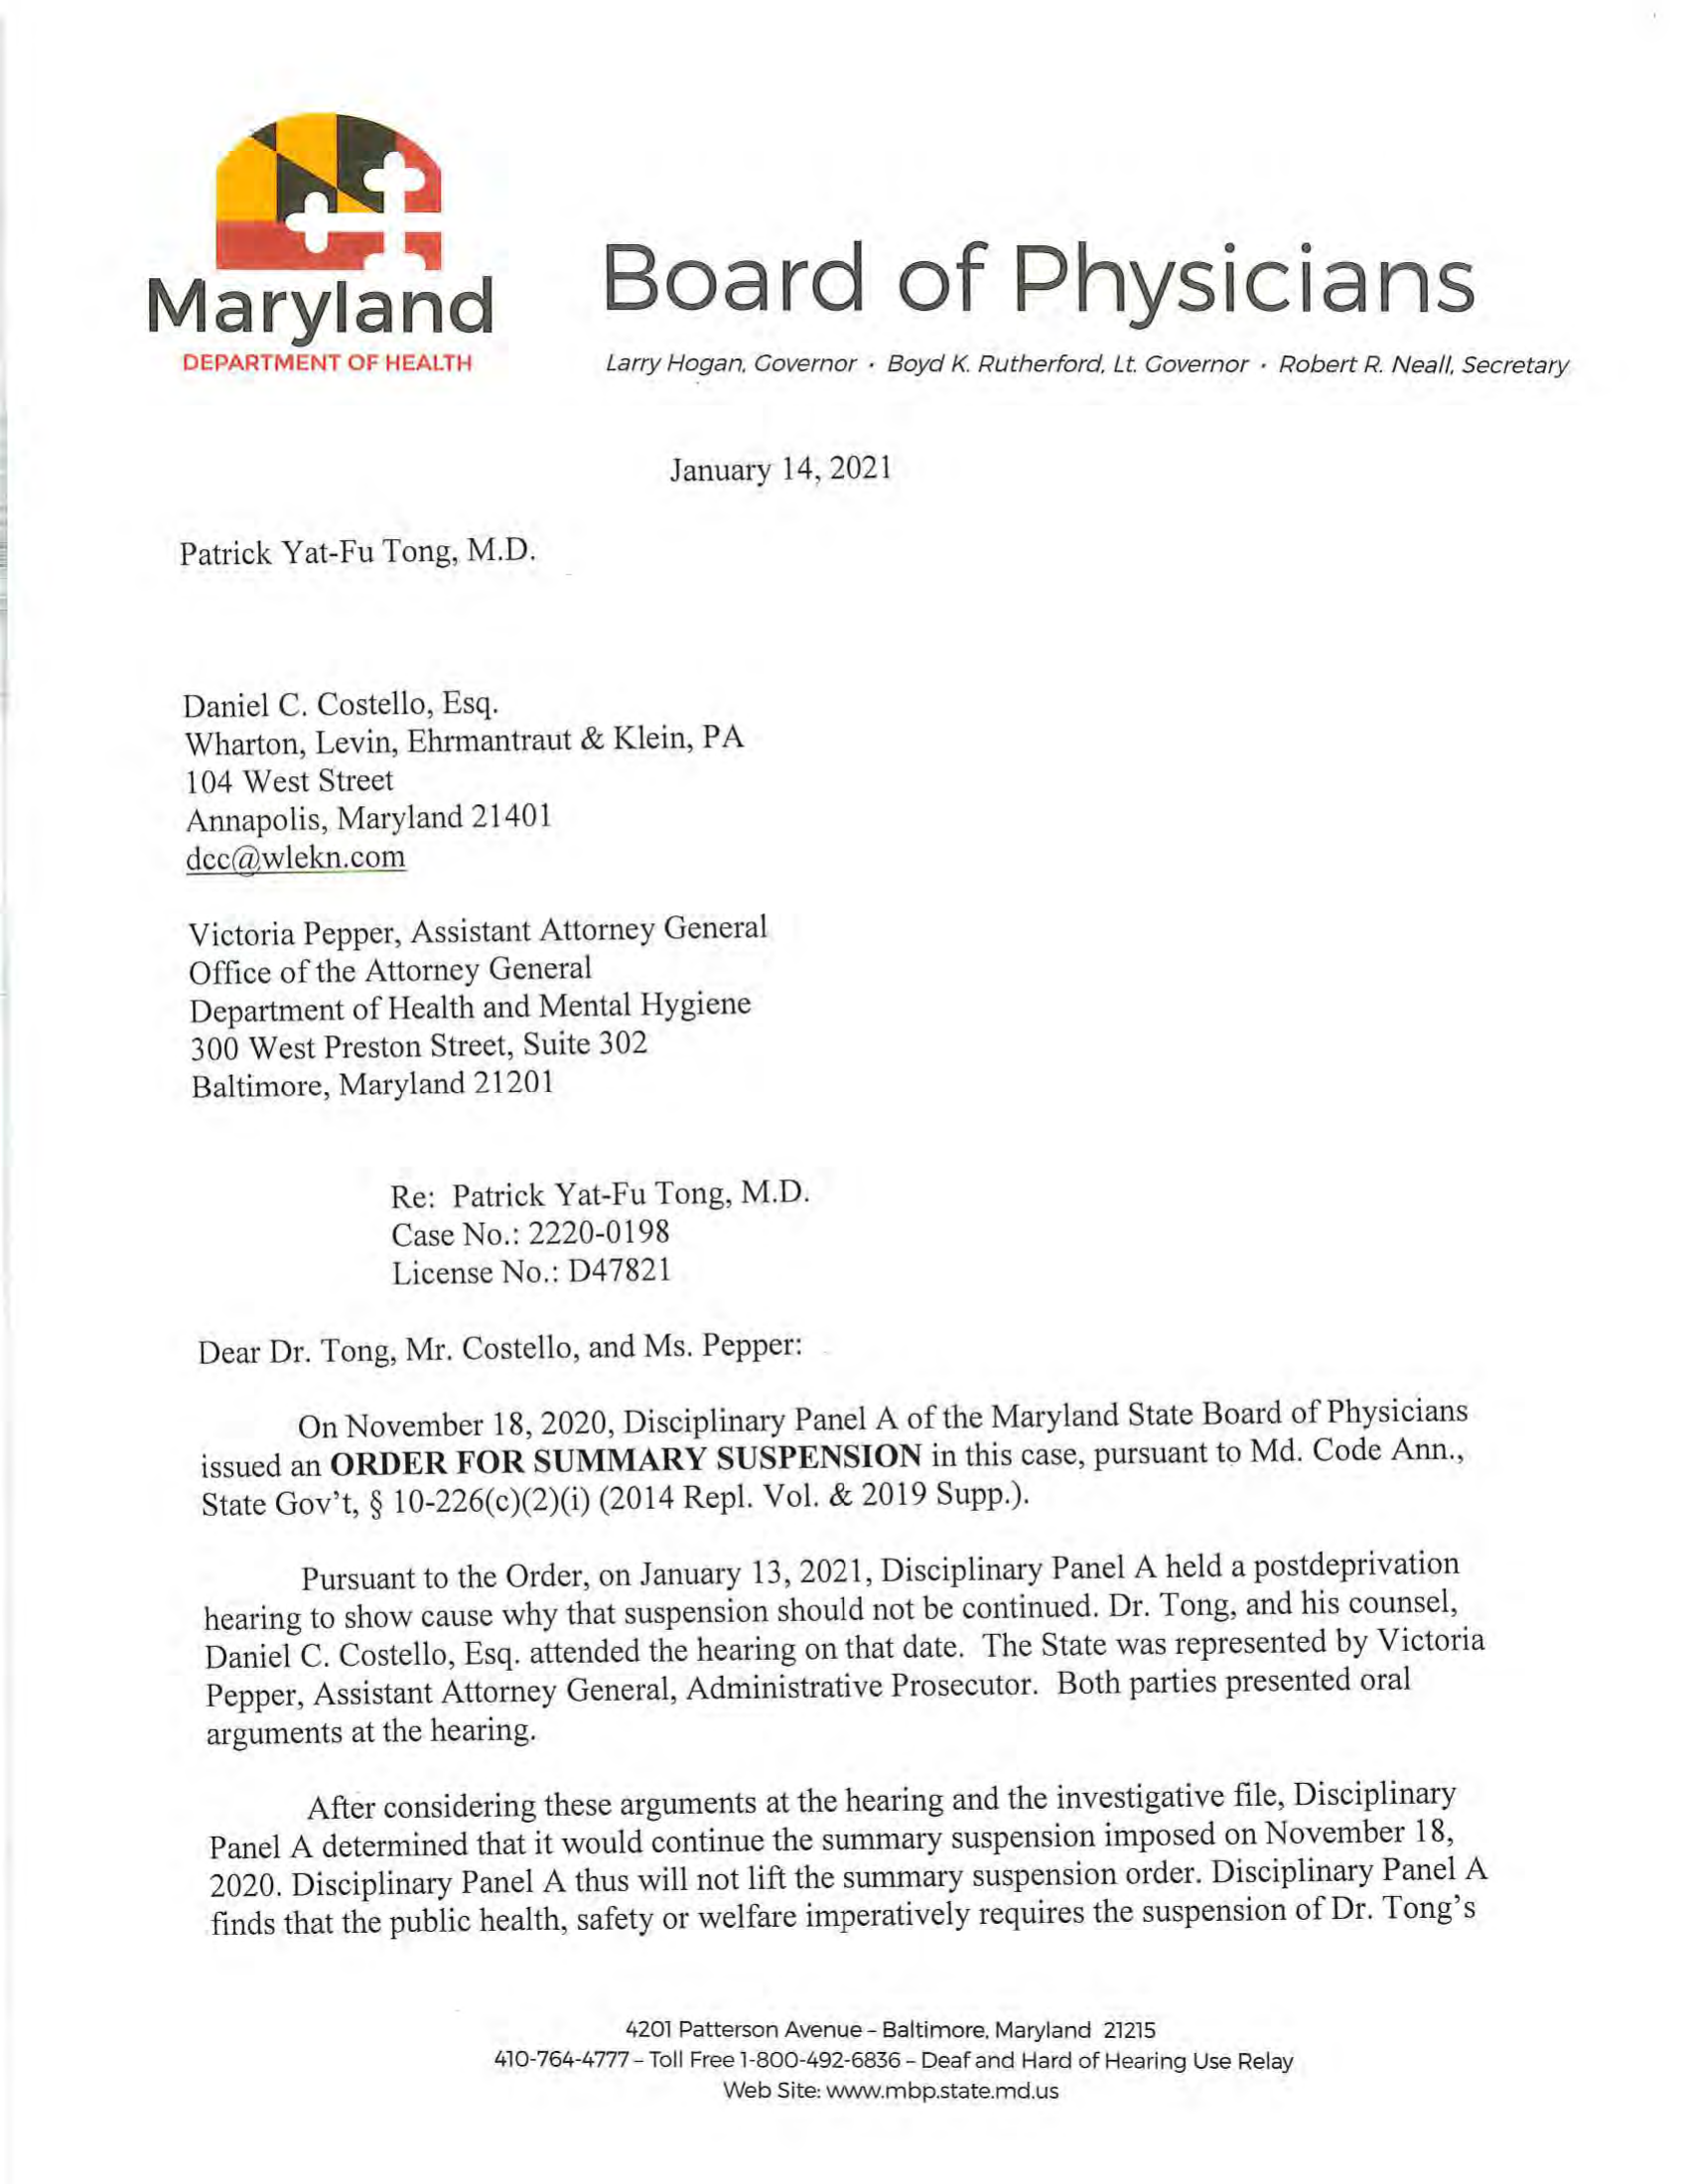 Maryland
DEPARTMENT OF HEALTH
Board of Physicians
Larry Hogan, Governor · Boyd K. Rutherford, Lt. Governor · Robert R. Neall, Secretary
January 14, 2021
Patrick Yat-Fu Tong, M.D.
Daniel C. Costello, Esq.
Wharton, Levin, Ehrmantraut & Klein, PA
104 West Street
Annapolis, Maryland 21401
dcc@wlekn.com
Victoria Pepper, Assistant Attorney General
Office of the Attorney General
Department of Health and Mental Hygiene
300 West Preston Street, Suite 302
Baltimore, Maryland 21201
Re: Patrick Yat-Fu Tong, M.D.
Case No.: 2220-0198
License No.: D47821
Dear Dr. Tong, Mr. Costello, and Ms. Pepper:
On November 18, 2020, Disciplinary Panel A of the Maryland State Board of Physicians
issued an ORDER FOR SUMMARY SUSPENSION in this case, pursuant to Md. Code Ann.,
State Gov't, § 10-226(c)(2)(i) (2014 Repl. Vol. & 2019 Supp.).
Pursuant to the Order, on January 13, 2021, Disciplinary Panel A held a postdeprivation
hearing to show cause why that suspension should not be continued. Dr. Tong, and his counsel,
Daniel C. Costello, Esq. attended the hearing on that date. The State was represented by Victoria
Pepper, Assistant Attorney General, Administrative Prosecutor. Both parties presented oral
arguments at the hearing.
After considering these arguments at the hearing and the investigative file, Disciplinary
Panel A determined that it would continue the summary suspension imposed on November 18,
2020. Disciplinary Panel A thus will not lift the summary suspension order. Disciplinary Panel A
finds that the public health, safety or welfare imperatively requires the suspension of Dr. Tong's
4201 Patterson Avenue – Baltimore, Maryland 21215
410-764-4777 – Toll Free 1-800-492-6836 – Deaf and Hard of Hearing Use Relay
Web Site: www.mbp.state.md.us